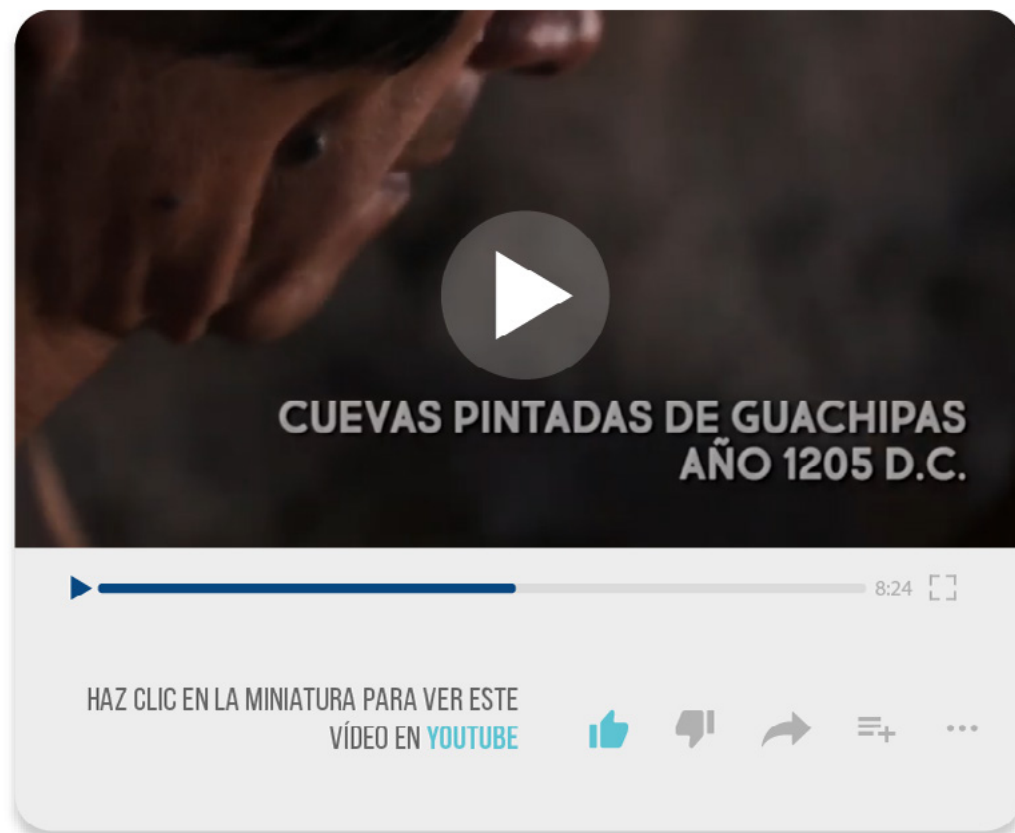 CUEVAS PINTADAS DE GUACHIPAS
AÑO 1205 D.C.
8:24
HAZ CLIC EN LA MINIATURA PARA VER ESTE
VÍDEO EN YOUTUBE